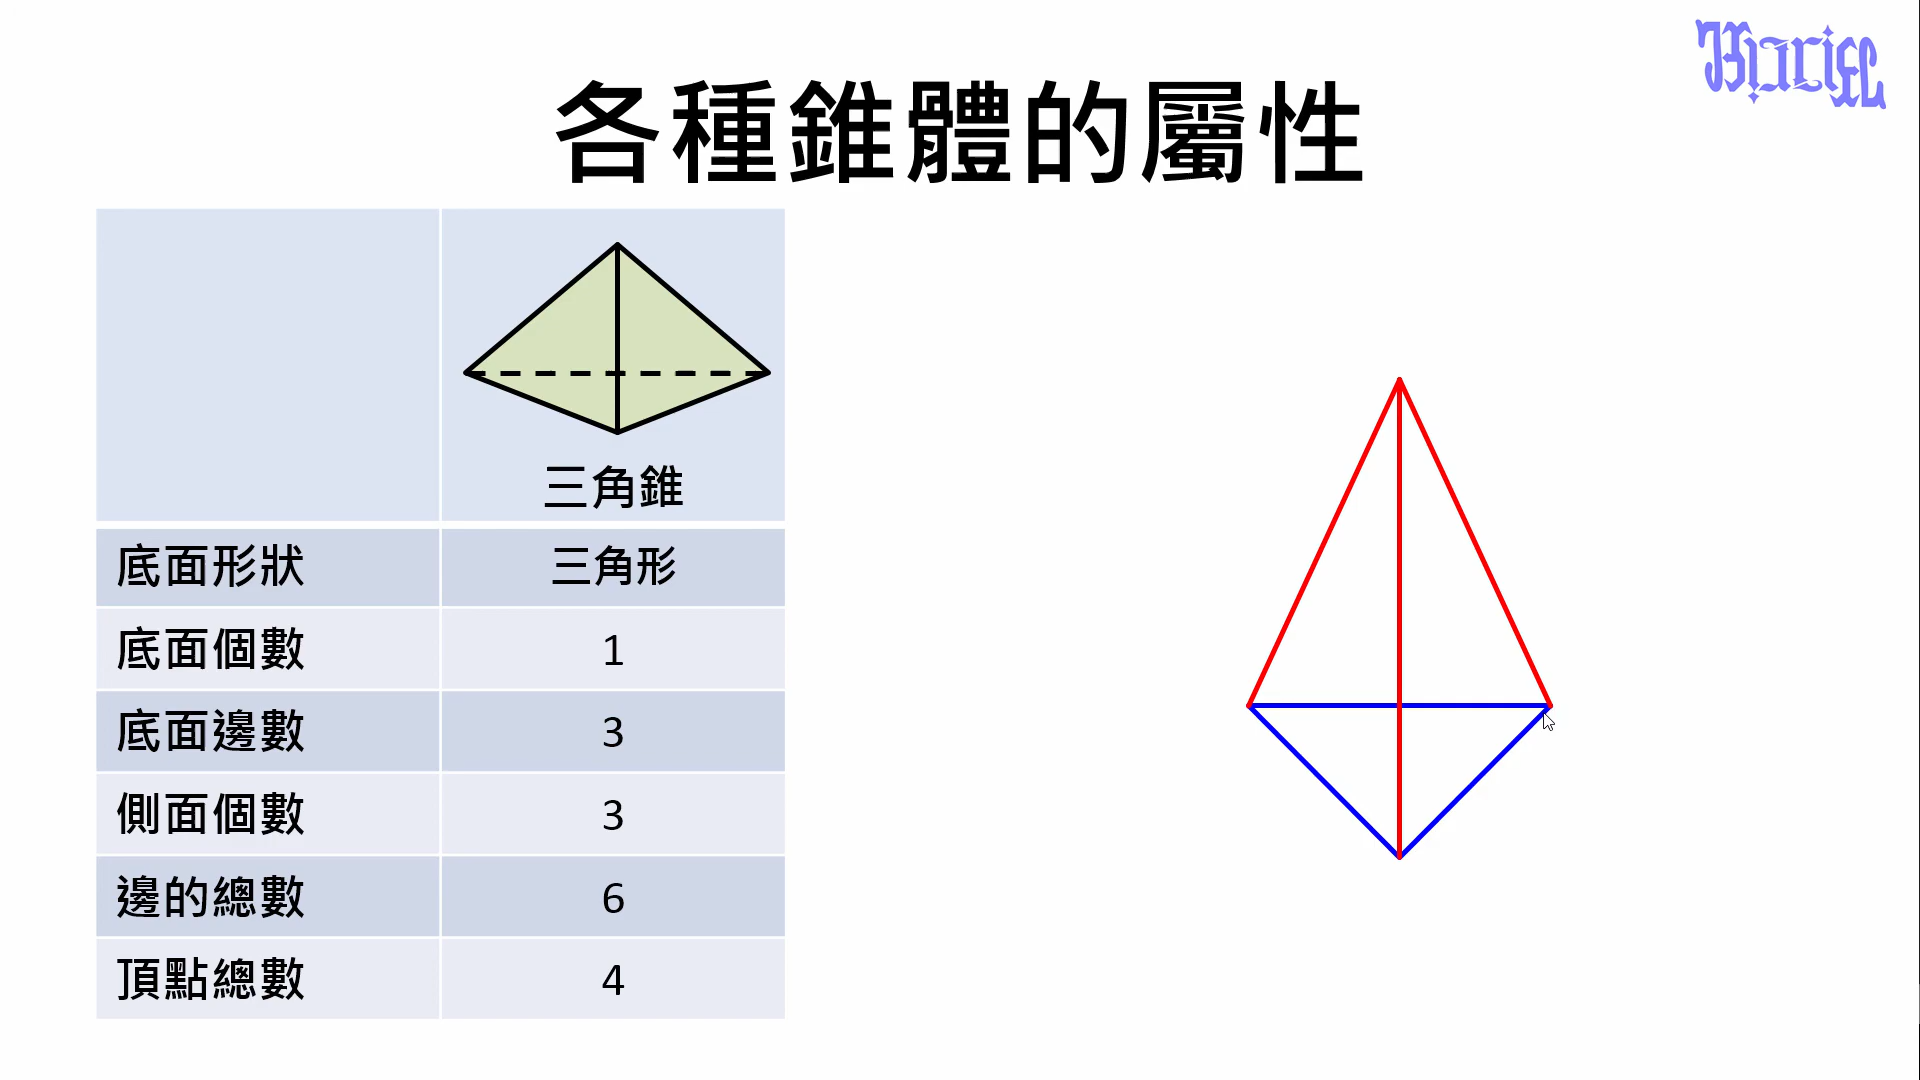 各種錐體的屬性
三角錐
底面形狀 三角形
底面個數 1
底面邊數 3
側面個數 3
邊的總數 6
頂點總數 4